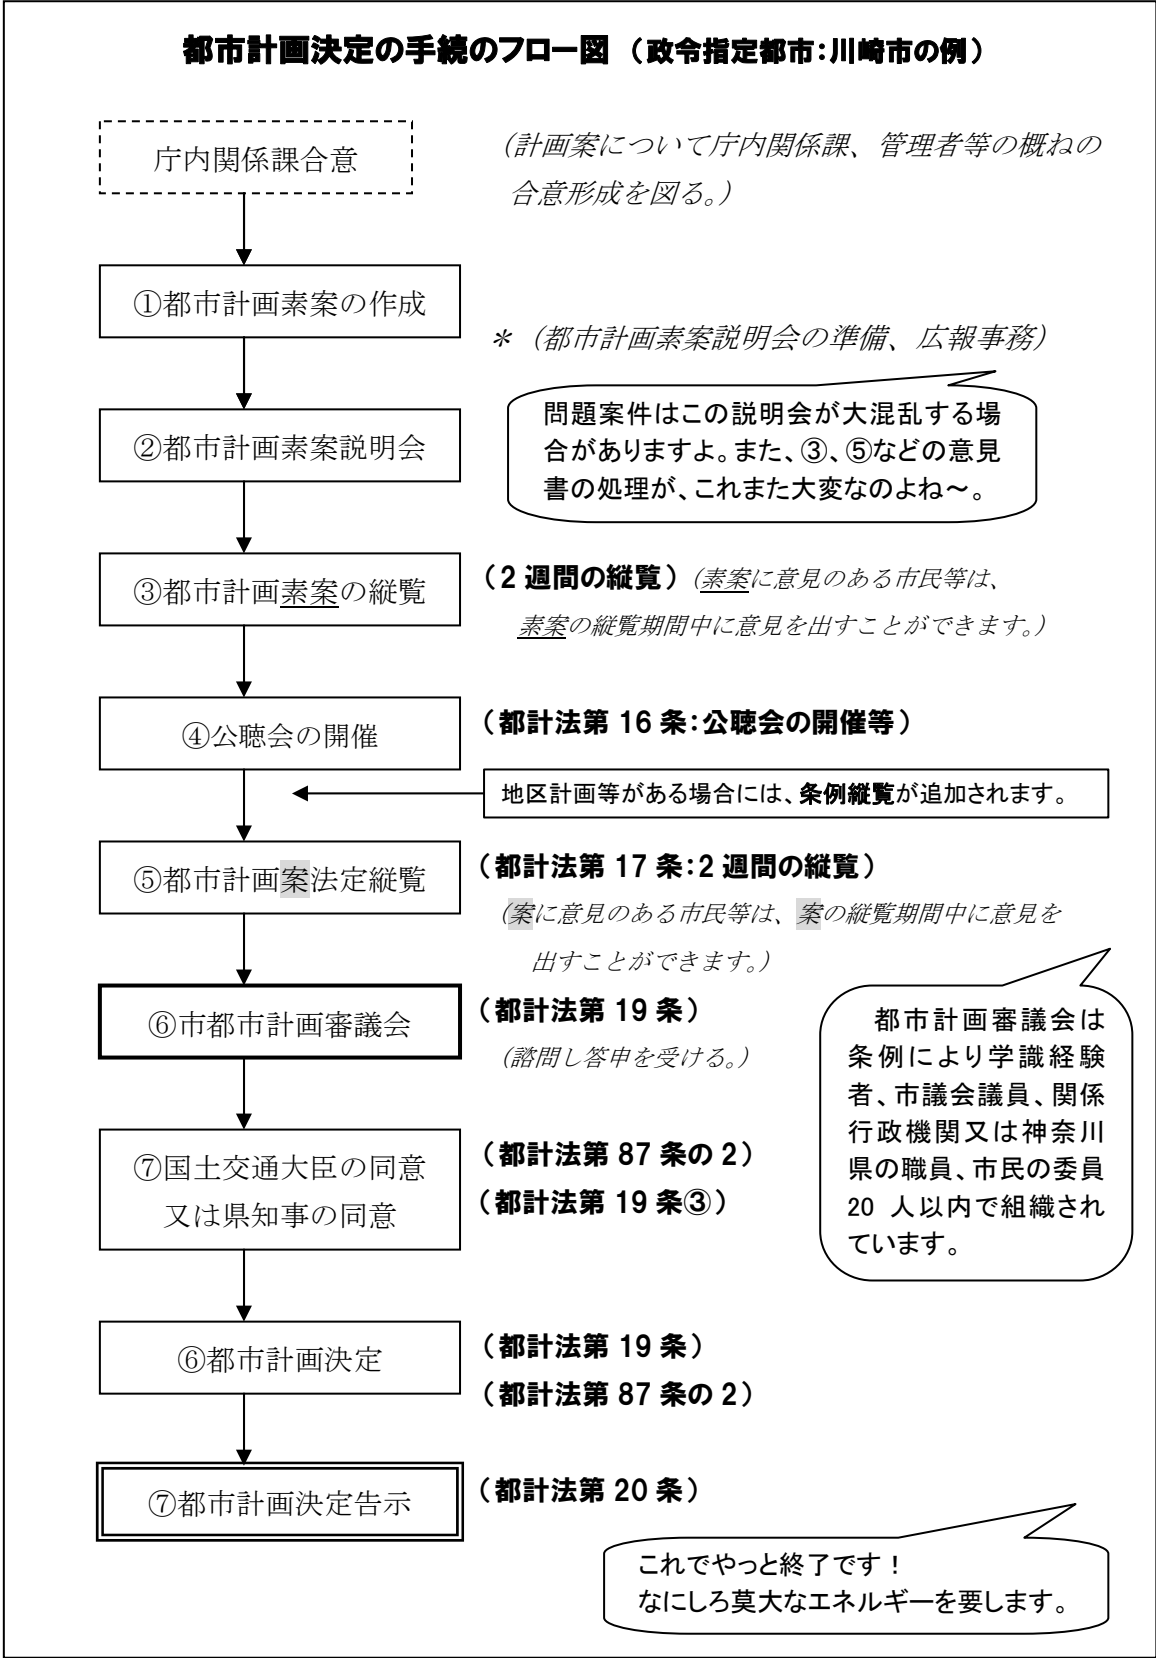 都市計画決定の手続のフロー図（政令指定都市：川崎市の例）
庁内関係課合意
（計画案について庁内関係課、管理者等の概ねの
合意形成を図る。）
①都市計画素案の作成
＊（都市計画素案説明会の準備、広報事務）
問題案件はこの説明会が大混乱する場
合がありますよ。また、③、⑤などの意見
書の処理が、これまた大変なのよね～。
②都市計画素案説明会
③都市計画素案の縦覧
（2 週間の縦覧）（素案に意見のある市民等は、
素案の縦覧期間中に意見を出すことができます。）
④公聴会の開催
（都計法第 16 条：公聴会の開催等）
地区計画等がある場合には、条例縦覧が追加されます。
⑤都市計画案法定縦覧
（都計法第 17 条：2 週間の縦覧）
（案に意見のある市民等は、案の縦覧期間中に意見を
出すことができます。）
⑥市都市計画審議会
（都計法第 19 条）
（諮問し答申を受ける。）
都市計画審議会は
条例により学識経験
者、市議会議員、関係
行政機関又は神奈川
県の職員、市民の委員
20 人以内で組織され
ています。
⑦国土交通大臣の同意
又は県知事の同意
（都計法第 87 条の 2）
（都計法第 19 条③）
⑥都市計画決定
（都計法第 19 条）
（都計法第 87 条の 2）
⑦都市計画決定告示
（都計法第 20 条）
これでやっと終了です！
なにしろ莫大なエネルギーを要します。